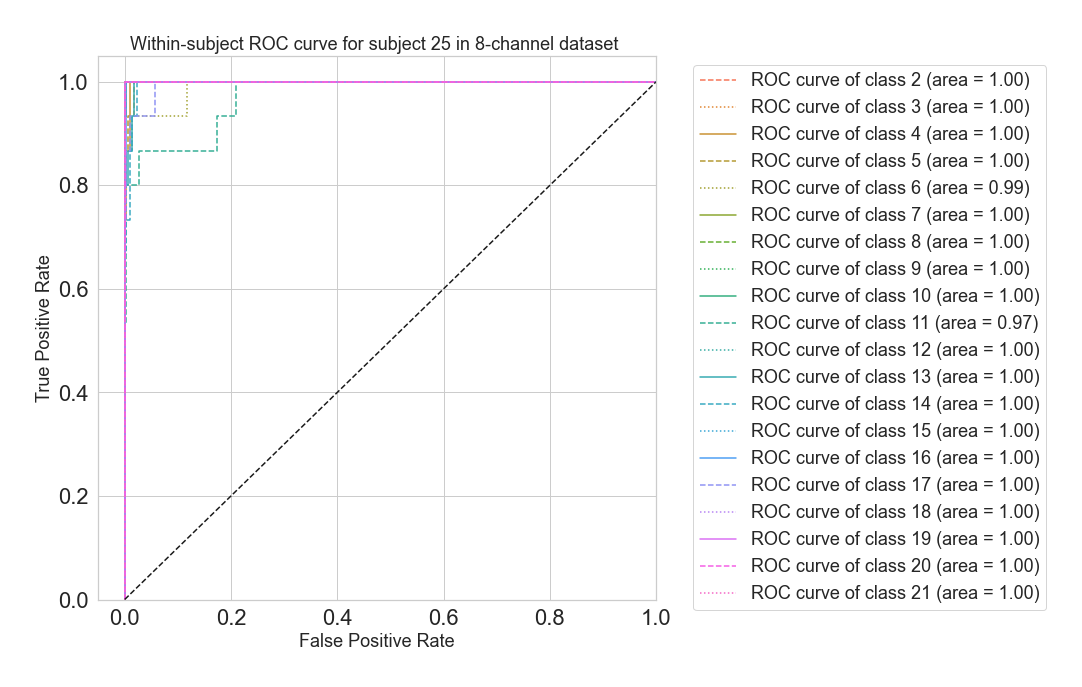 Within-subject ROC curve for subject 25 in 8-channel dataset
1.0
0.8
0.6
0.4
0.2
0.0
True Positive Rate
0.0 0.2 0.4 0.6 0.8 1.0
False Positive Rate
ROC curve of class 2 (area = 1.00)
ROC curve of class 3 (area = 1.00)
ROC curve of class 4 (area = 1.00)
ROC curve of class 5 (area = 1.00)
ROC curve of class 6 (area = 0.99)
ROC curve of class 7 (area = 1.00)
ROC curve of class 8 (area = 1.00)
ROC curve of class 9 (area = 1.00)
ROC curve of class 10 (area = 1.00)
ROC curve of class 11 (area = 0.97)
ROC curve of class 12 (area = 1.00)
ROC curve of class 13 (area = 1.00)
ROC curve of class 14 (area = 1.00)
ROC curve of class 15 (area = 1.00)
ROC curve of class 16 (area = 1.00)
ROC curve of class 17 (area = 1.00)
ROC curve of class 18 (area = 1.00)
ROC curve of class 19 (area = 1.00)
ROC curve of class 20 (area = 1.00)
ROC curve of class 21 (area = 1.00)